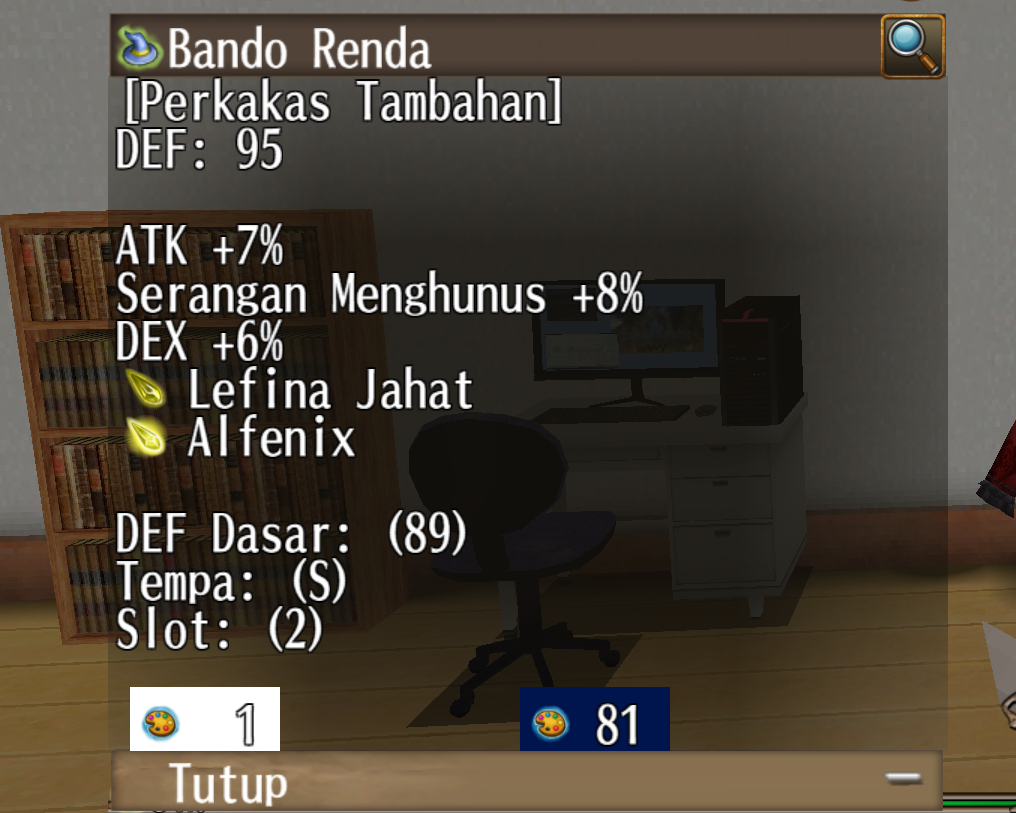 Bando Renda
[Perkakas Tambahan]
DEF: 95
ATK +7%
Serangan Menghunus +8%
DEX +6%
Lefina Jahat
Alfenix
DEF Dasar: (89)
Tempa: (S)
Slot: (2)
1 81
Tutup